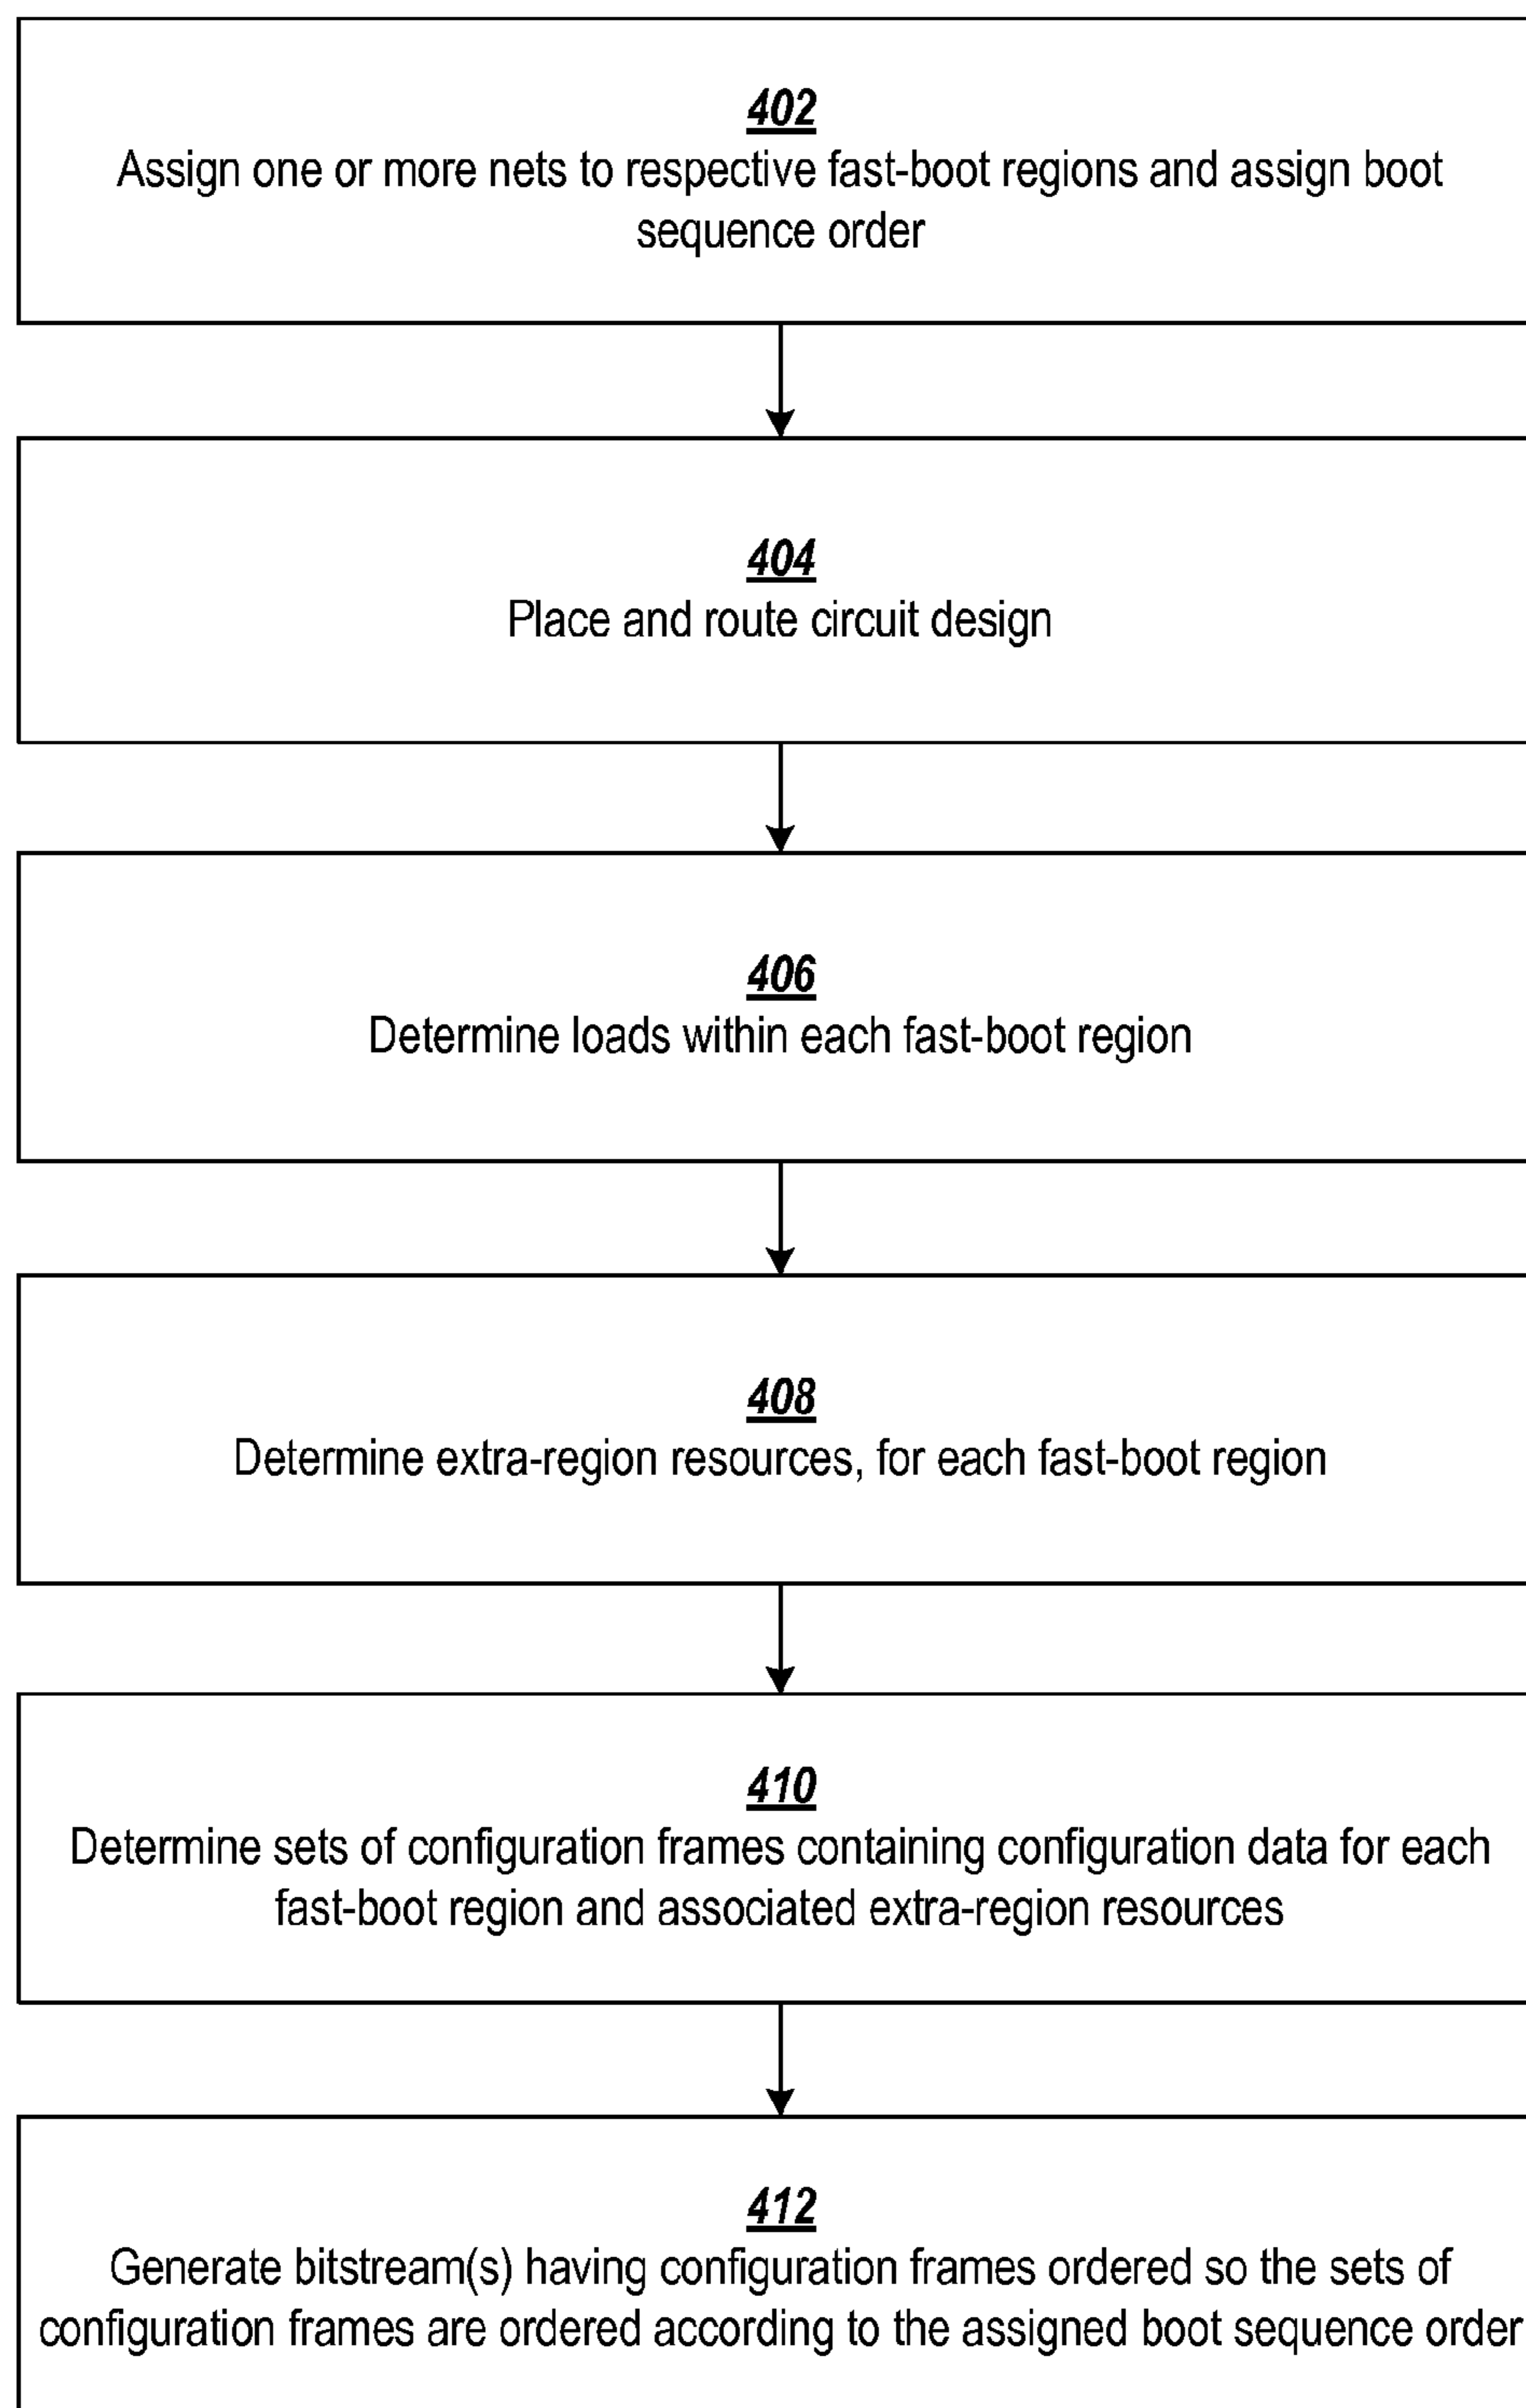 402
Assign one or more nets to respective fast-boot regions and assign boot
sequence order
404
Place and route circuit design
406
Determine loads within each fast-boot region
408
Determine extra-region resources, for each fast-boot region
410
Determine sets of configuration frames containing configuration data for each
fast-boot region and associated extra-region resources
412
Generate bitstream(s) having configuration frames ordered so the sets of
configuration frames are ordered according to the assigned boot sequence order